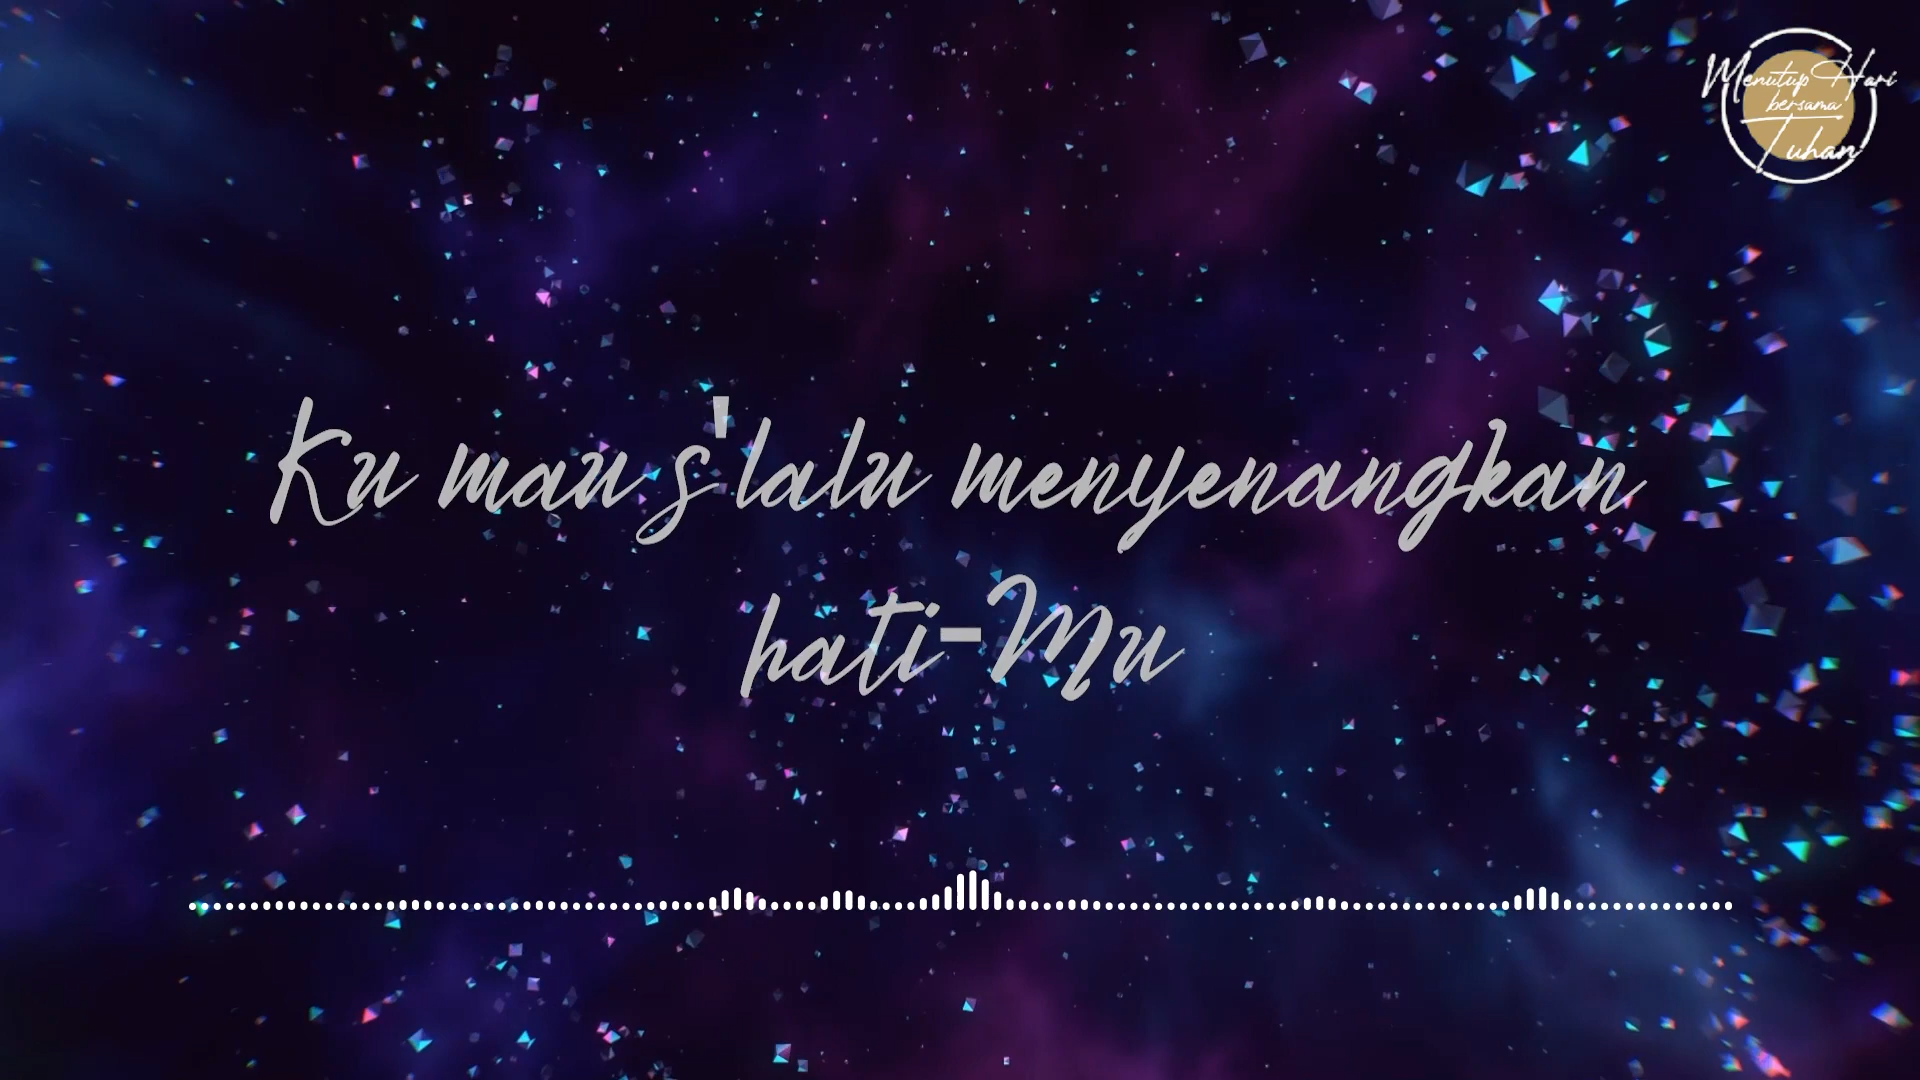 Menutup Hari
bersama
Tuhan
Ku mau s'lalu menyenangkan
hati-Mu